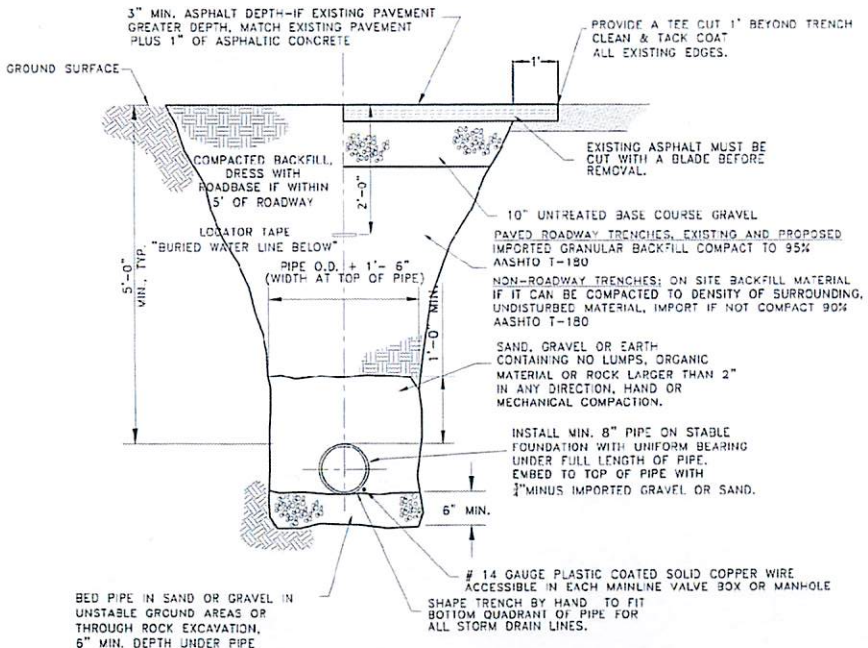 3" MIN. ASPHALT DEPTH-IF EXISTING PAVEMENT
GREATER DEPTH, MATCH EXISTING PAVEMENT
PLUS 1" OF ASPHALTIC CONCRETE
PROVIDE A TEE CUT 1' BEYOND TRENCH
CLEAN & TACK COAT
ALL EXISTING EDGES.
GROUND SURFACE
1'
EXISTING ASPHALT MUST BE
CUT WITH A BLADE BEFORE
REMOVAL.
COMPACTED BACKFILL,
DRESS WITH
ROADBASE IF WITHIN
5' OF ROADWAY
2'-0"
10" UNTREATED BASE COURSE GRAVEL
LOCATOR TAPE
"BURIED WATER LINE BELOW"
PAVED ROADWAY TRENCHES, EXISTING AND PROPOSED
IMPORTED GRANULAR BACKFILL COMPACT TO 95%
AASHTO T-180
5'-0"
MIN., TYP.
PIPE O.D. + 1'- 6"
(WIDTH AT TOP OF PIPE)
NON-ROADWAY TRENCHES; ON SITE BACKFILL MATERIAL
IF IT CAN BE COMPACTED TO DENSITY OF SURROUNDING,
UNDISTURBED MATERIAL, IMPORT IF NOT COMPACT 90%
AASHTO T-180
1'-0" MIN.
SAND, GRAVEL OR EARTH
CONTAINING NO LUMPS, ORGANIC
MATERIAL OR ROCK LARGER THAN 2"
IN ANY DIRECTION, HAND OR
MECHANICAL COMPACTION.
INSTALL MIN. 8" PIPE ON STABLE
FOUNDATION WITH UNIFORM BEARING
UNDER FULL LENGTH OF PIPE.
EMBED TO TOP OF PIPE WITH
"MINUS IMPORTED GRAVEL OR SAND.
6" MIN.
# 14 GAUGE PLASTIC COATED SOLID COPPER WIRE
ACCESSIBLE IN EACH MAINLINE VALVE BOX OR MANHOLE
SHAPE TRENCH BY HAND TO FIT
BOTTOM QUADRANT OF PIPE FOR
ALL STORM DRAIN LINES.
BED PIPE IN SAND OR GRAVEL IN
UNSTABLE GROUND AREAS OR
THROUGH ROCK EXCAVATION,
6" MIN. DEPTH UNDER PIPE